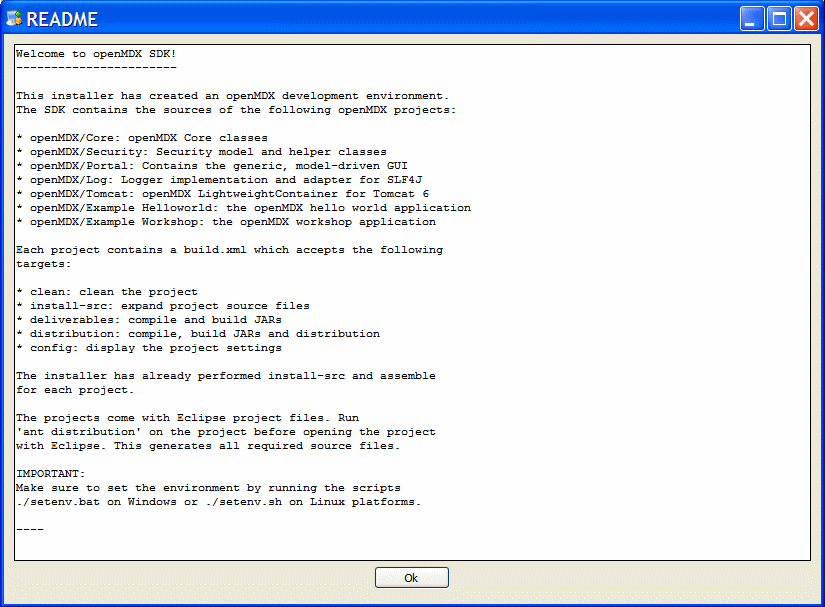 README
Welcome to openMDX SDK!
-----------------------
This installer has created an openMDX development environment.
The SDK contains the sources of the following openMDX projects:
* openMDX/Core: openMDX Core classes
* openMDX/Security: Security model and helper classes
* openMDX/Portal: Contains the generic, model-driven GUI
* openMDX/Log: Logger implementation and adapter for SLF4J
* openMDX/Tomcat: openMDX LightweightContainer for Tomcat 6
* openMDX/Example Helloworld: the openMDX hello world application
* openMDX/Example Workshop: the openMDX workshop application
Each project contains a build.xml which accepts the following
targets:
* clean: clean the project
* install-src: expand project source files
* deliverables: compile and build JARs
* distribution: compile, build JARs and distribution
* config: display the project settings
The installer has already performed install-src and assemble
for each project.
The projects come with Eclipse project files. Run
'ant distribution' on the project before opening the project
with Eclipse. This generates all required source files.
IMPORTANT:
Make sure to set the environment by running the scripts
./setenv.bat on Windows or ./setenv.sh on Linux platforms.
----
Ok